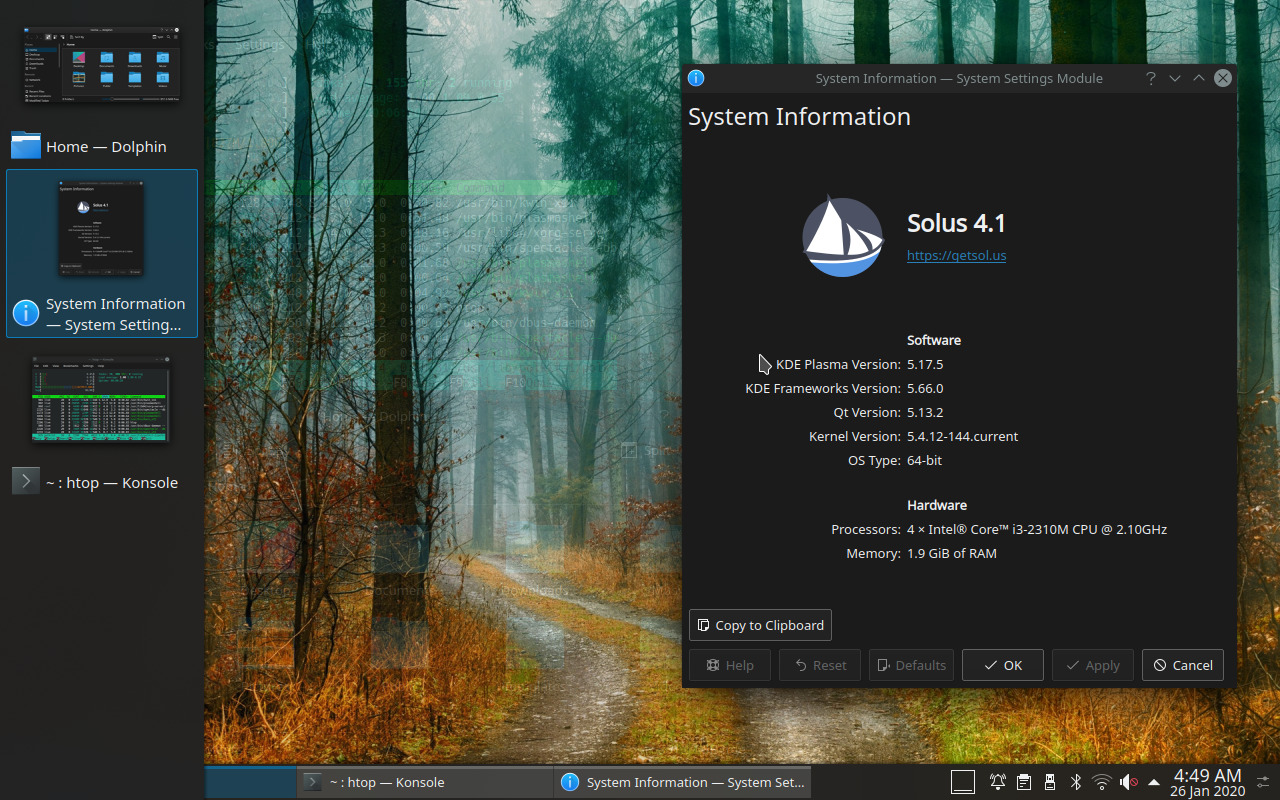 Home — Dolphin
System Information
— System Setting...
~ : htop — Konsole
System Information — System Settings Module
System Information
Solus 4.1
https://getsol.us
Software
KDE Plasma Version: 5.17.5
KDE Frameworks Version: 5.66.0
Qt Version: 5.13.2
Kernel Version: 5.4.12-144.current
OS Type: 64-bit
Hardware
Processors: 4 × Intel® Core™ i3-2310M CPU @ 2.10GHz
Memory: 1.9 GiB of RAM
Copy to Clipboard
Help Reset Defaults OK Apply Cancel
~ : htop — Konsole
System Information — System Set...
4:49 AM
26 Jan 2020